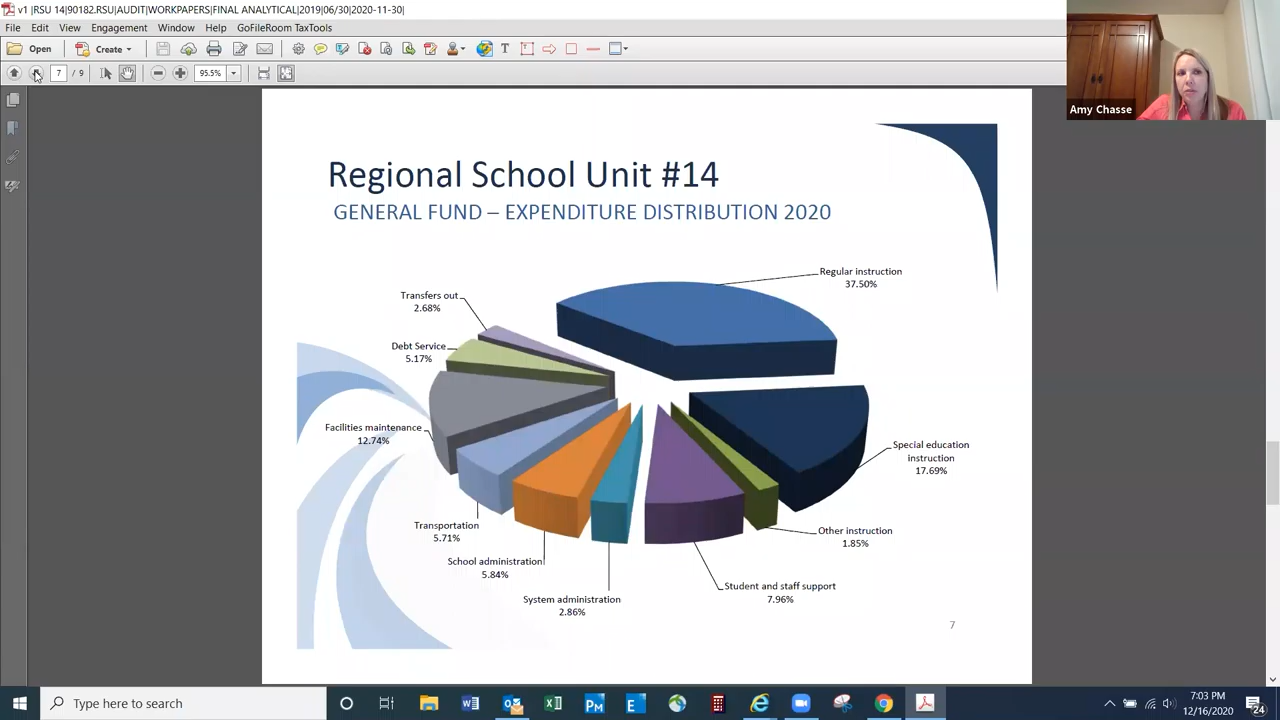 v1 |RSU 14|90182.RSU|AUDIT|WORKPAPERS|FINAL ANALYTICAL|2019|06/30|2020-11-30|
File Edit View Engagement Window Help GoFileRoom TaxTools
Open Create
7 / 9 95.5%
Amy Chasse
Regional School Unit #14
GENERAL FUND – EXPENDITURE DISTRIBUTION 2020
Regular instruction
37.50%
Transfers out
2.68%
Debt Service
5.17%
Facilities maintenance
12.74%
Special education
instruction
17.69%
Transportation
5.71%
Other instruction
1.85%
School administration
5.84%
Student and staff support
7.96%
System administration
2.86%
7
Type here to search
7:03 PM
12/16/2020
24